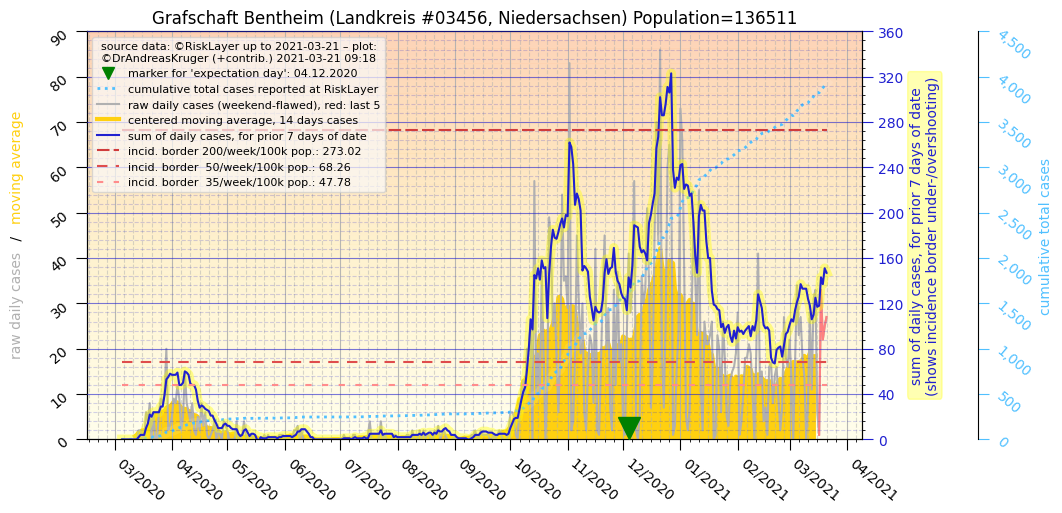 Grafschaft Bentheim (Landkreis #03456, Niedersachsen) Population=136511
source data: ©RiskLayer up to 2021-03-21 – plot:
©DrAndreasKruger (+contrib.) 2021-03-21 09:18
marker for 'expectation day': 04.12.2020
cumulative total cases reported at RiskLayer
raw daily cases (weekend-flawed), red: last 5
centered moving average, 14 days cases
sum of daily cases, for prior 7 days of date
incid. border 200/week/100k pop.: 273.02
incid. border  50/week/100k pop.: 68.26
incid. border  35/week/100k pop.: 47.78
raw daily cases / moving average
90
80
70
60
50
40
30
20
10
0
360
320
280
240
200
160
120
80
40
0
sum of daily cases, for prior 7 days of date
(shows incidence border under-/overshooting)
4,500
4,000
3,500
3,000
2,500
2,000
1,500
1,000
500
0
cumulative total cases
03/2020
04/2020
05/2020
06/2020
07/2020
08/2020
09/2020
10/2020
11/2020
12/2020
01/2021
02/2021
03/2021
04/2021